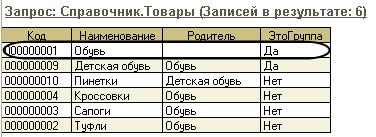 Запрос: Справочник.Товары (Записей в результате: 6)
Код Наименование Родитель ЭтоГруппа
000000001 Обувь Да
000000009 Детская обувь Обувь Да
000000010 Пинетки Детская обувь Нет
000000004 Кроссовки Обувь Нет
000000003 Сапоги Обувь Нет
000000002 Туфли Обувь Нет